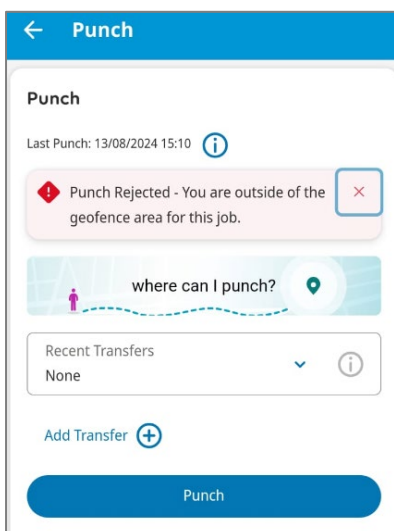 Punch
Punch
Last Punch: 13/08/2024 15:10
Punch Rejected - You are outside of the
geofence area for this job.
where can I punch?
Recent Transfers
None
Add Transfer
Punch